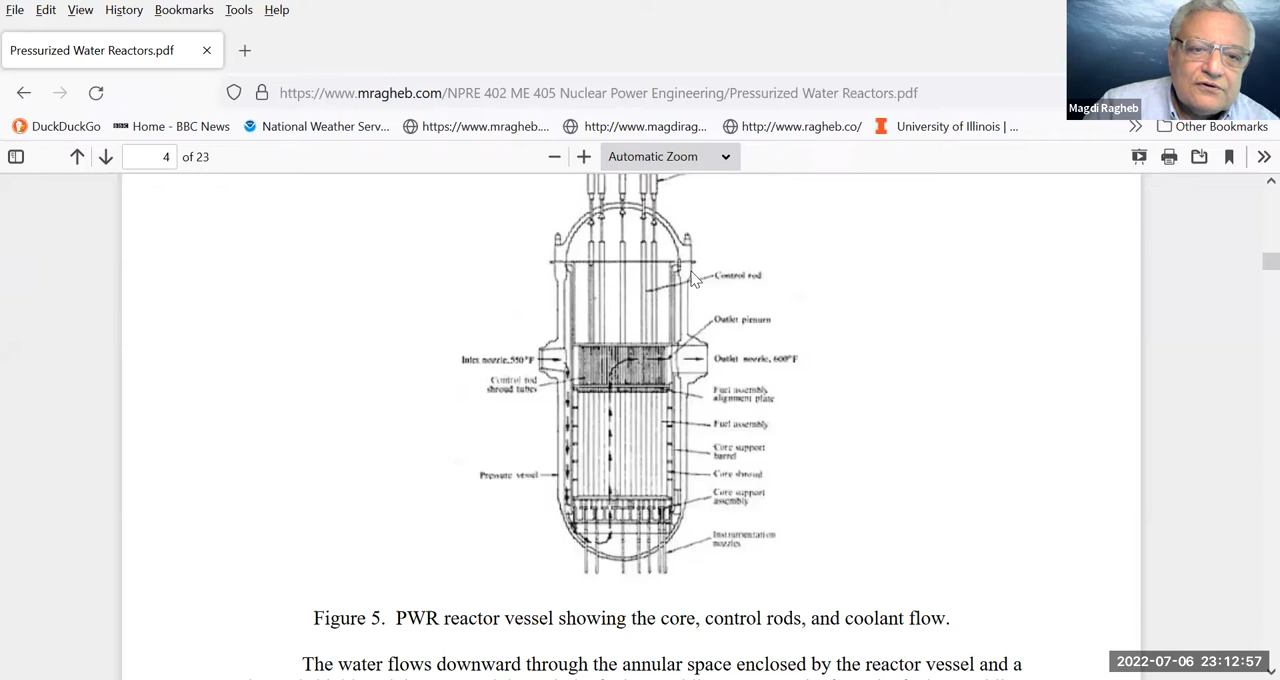 File Edit View History Bookmarks Tools Help
Pressurized Water Reactors.pdf
https://www.mragheb.com/NPRE 402 ME 405 Nuclear Power Engineering/Pressurized Water Reactors.pdf
Magdi Ragheb
DuckDuckGo Home - BBC News National Weather Serv... https://www.mragheb.... http://www.magdirag... http://www.ragheb.co/ University of Illinois |... Other Bookmarks
4 of 23 Automatic Zoom
Control rod
Outlet plenum
Inlet nozzle, 550°F
Outlet nozzle, 600°F
Control rod
shroud tubes
Fuel assembly
alignment plate
Fuel assembly
Core support
barrel
Pressure vessel
Core shroud
Core support
assembly
Instrumentation
nozzles
Figure 5. PWR reactor vessel showing the core, control rods, and coolant flow.
The water flows downward through the annular space enclosed by the reactor vessel and a
2022-07-06 23:12:57